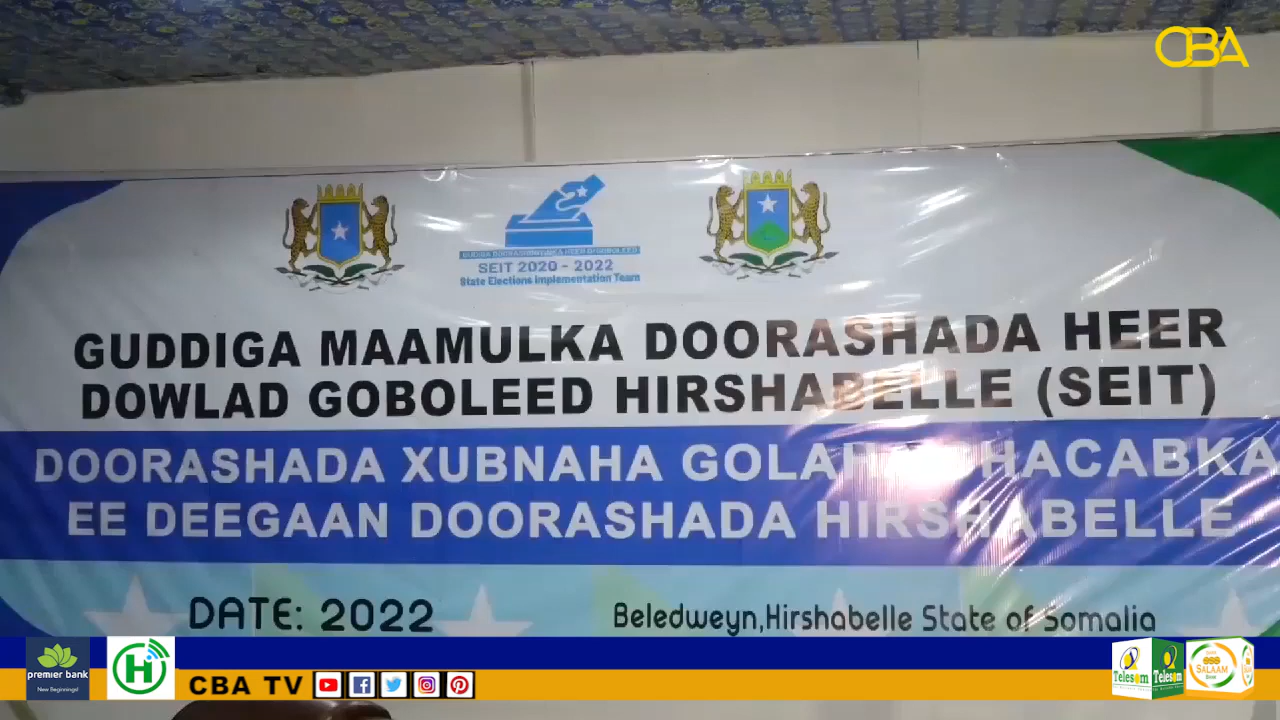 CBA
SEIT 2020 - 2022
State Elections Implementation Team
GUDDIGA MAAMULKA DOORASHADA HEER
DOWLAD GOBOLEED HIRSHABELLE (SEIT)
DOORASHADA XUBNAHA
EE DEEGAAN DOORASHADA HIRSHABELLE
DATE: 2022
Beledweyn,Hirshabelle State of Somalia
premier bank
New Beginnings!
H
CBA TV
Telesom
Telesom
SALAAM